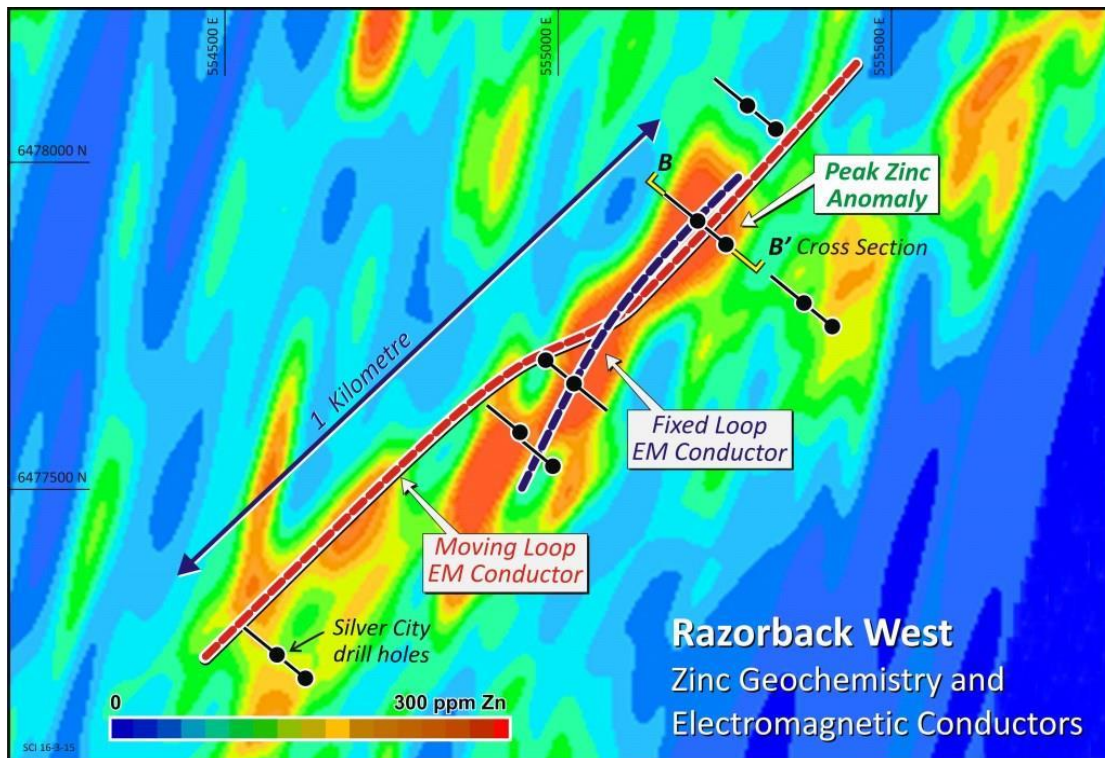 554500 E
555000 E
555500 E
6478000 N
B
Peak Zinc
Anomaly
B' Cross Section
1 Kilometre
Fixed Loop
EM Conductor
6477500 N
Moving Loop
EM Conductor
Silver City
drill holes
Razorback West
Zinc Geochemistry and
Electromagnetic Conductors
0 300 ppm Zn
SCI 16-3-15